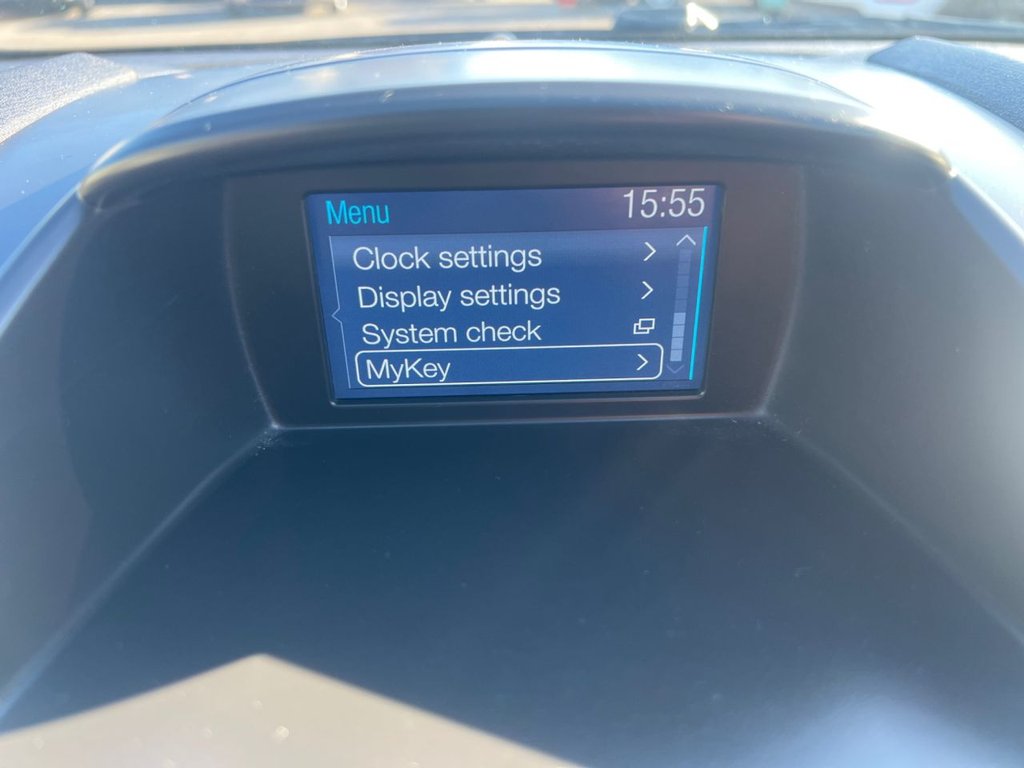 Menu 15:55
Clock settings
Display settings
System check
MyKey